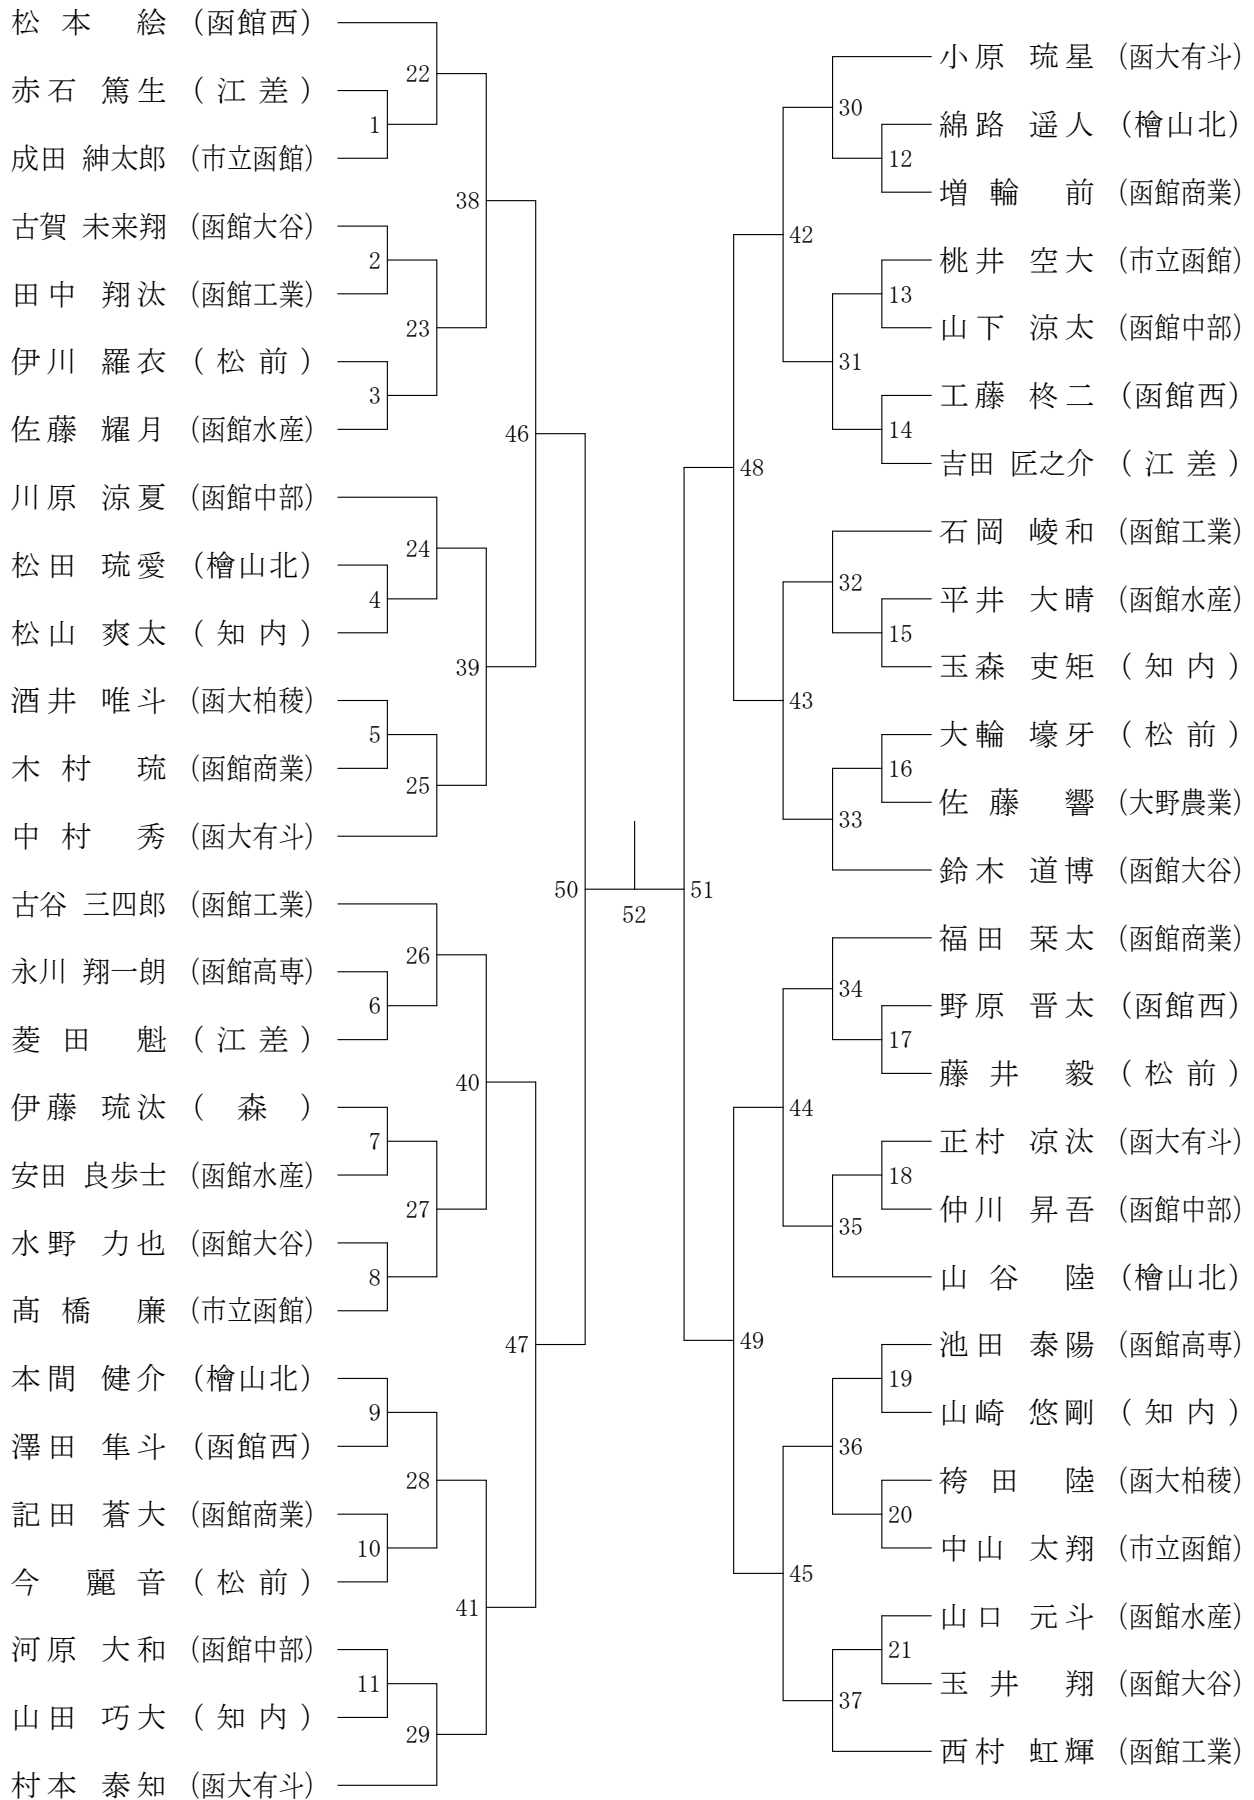 松本 絵 (函館西)
赤石 篤生 (江差)
成田 紳太郎 (市立函館)
古賀 未来翔 (函館大谷)
田中 翔汰 (函館工業)
伊川 羅衣 (松前)
佐藤 耀月 (函館水産)
川原 涼夏 (函館中部)
松田 琉愛 (檜山北)
松山 爽太 (知内)
酒井 唯斗 (函大柏稜)
木村 琉 (函館商業)
中村 秀 (函大有斗)
古谷 三四郎 (函館工業)
永川 翔一朗 (函館高専)
菱田 魁 (江差)
伊藤 琉汰 (森)
安田 良歩士 (函館水産)
水野 力也 (函館大谷)
髙橋 廉 (市立函館)
本間 健介 (檜山北)
澤田 隼斗 (函館西)
記田 蒼大 (函館商業)
今 麗音 (松前)
河原 大和 (函館中部)
山田 巧大 (知内)
村本 泰知 (函大有斗)
1
2
3
4
5
6
7
8
9
10
11
22
23
24
25
26
27
28
29
38
39
40
41
46
47
50
52
51
48
49
42
43
44
45
30
31
32
33
34
35
36
37
12
13
14
15
16
17
18
19
20
21
小原 琉星 (函大有斗)
綿路 遥人 (檜山北)
増輪 前 (函館商業)
桃井 空大 (市立函館)
山下 涼太 (函館中部)
工藤 柊二 (函館西)
吉田 匠之介 (江差)
石岡 崚和 (函館工業)
平井 大晴 (函館水産)
玉森 吏矩 (知内)
大輪 壕牙 (松前)
佐藤 響 (大野農業)
鈴木 道博 (函館大谷)
福田 栞太 (函館商業)
野原 晋太 (函館西)
藤井 毅 (松前)
正村 凉汰 (函大有斗)
仲川 昇吾 (函館中部)
山谷 陸 (檜山北)
池田 泰陽 (函館高専)
山崎 悠剛 (知内)
袴田 陸 (函大柏稜)
中山 太翔 (市立函館)
山口 元斗 (函館水産)
玉井 翔 (函館大谷)
西村 虹輝 (函館工業)